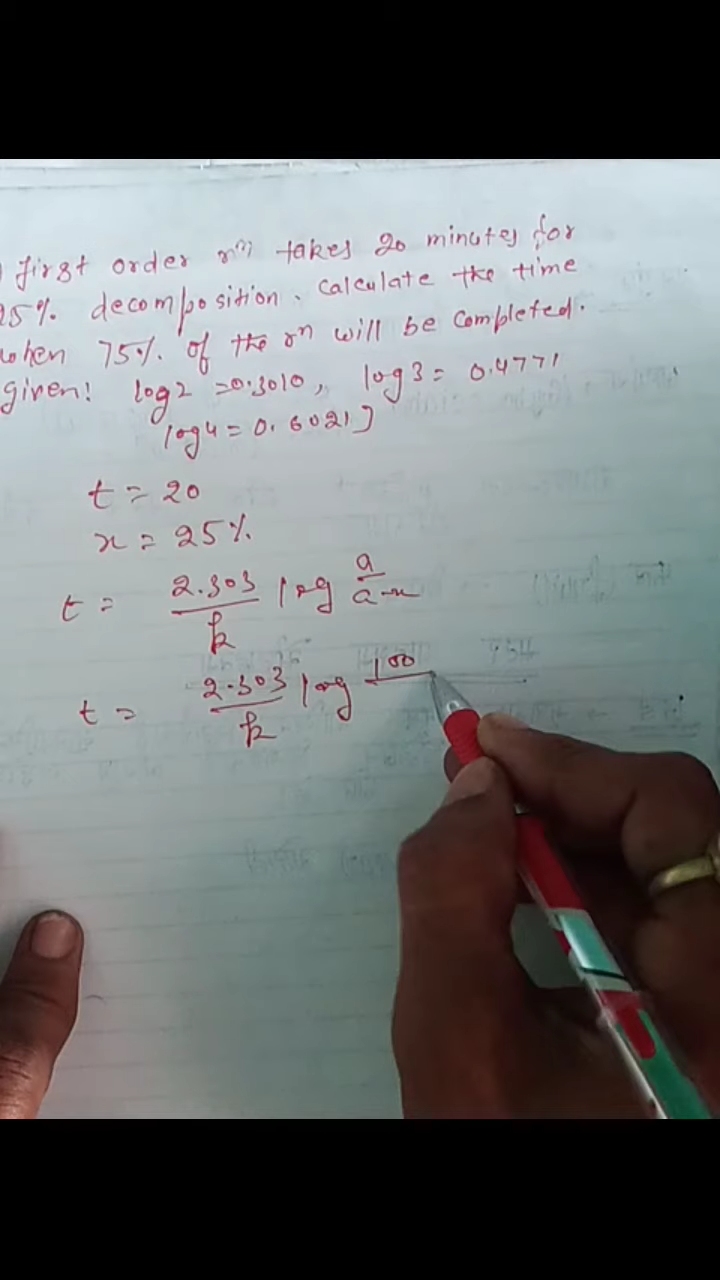 first order rⁿ takes 20 minutes for
25% decomposition. Calculate the time
when 75% of the rⁿ will be completed.
given: log2 = 0.3010, log3 = 0.4771
log4 = 0.6021]
t = 20
x = 25%
t = 2.303/k log a/a-x
t = 2.303/k log 100